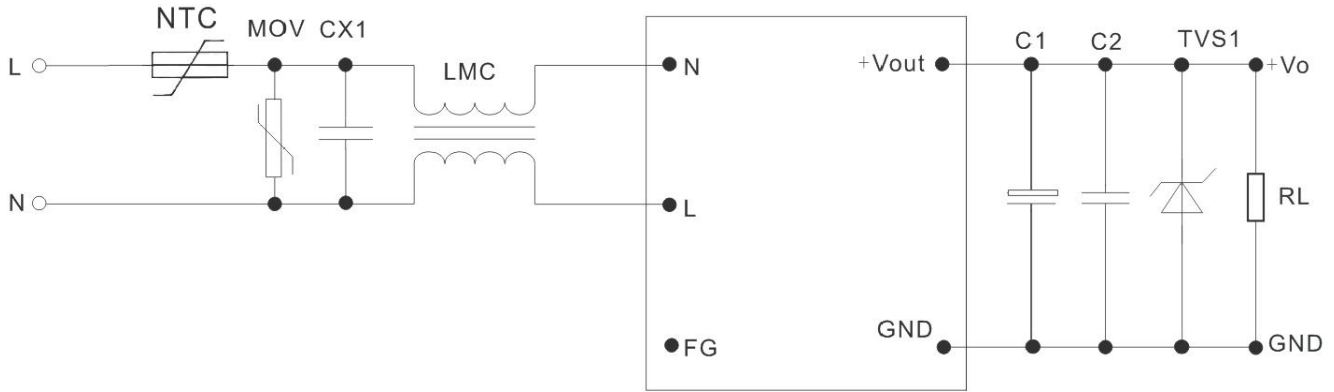 NTC
MOV
CX1
L
LMC
N
+Vout
C1
C2
TVS1
+Vo
N
L
RL
FG
GND
GND